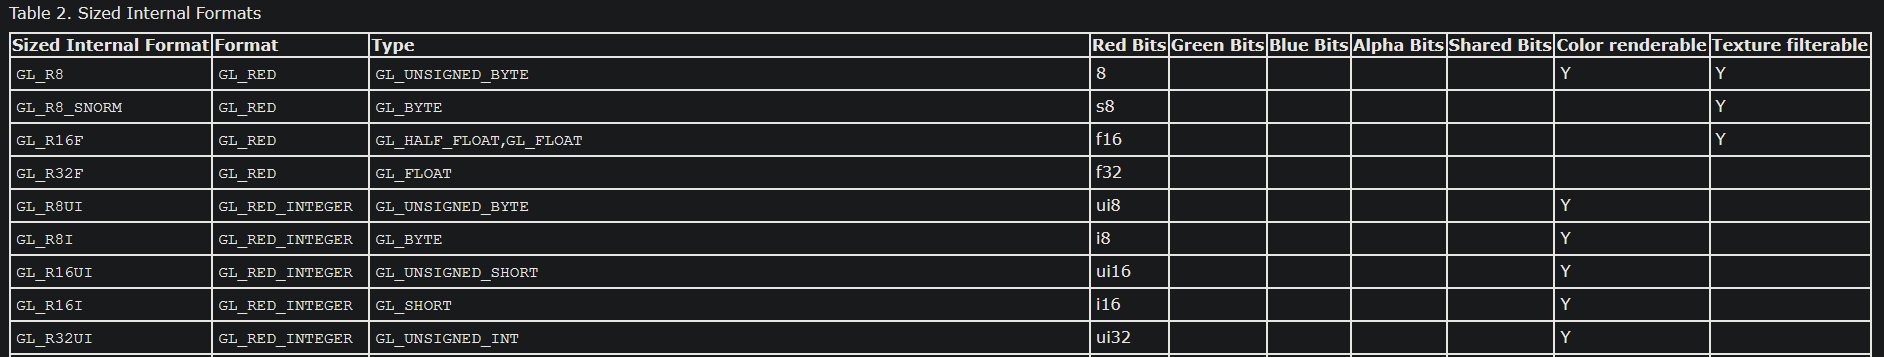 Table 2. Sized Internal Formats
Sized Internal Format Format Type Red Bits Green Bits Blue Bits Alpha Bits Shared Bits Color renderable Texture filterable
GL_R8 GL_RED GL_UNSIGNED_BYTE 8 Y Y
GL_R8_SNORM GL_RED GL_BYTE s8 Y
GL_R16F GL_RED GL_HALF_FLOAT,GL_FLOAT f16 Y
GL_R32F GL_RED GL_FLOAT f32
GL_R8UI GL_RED_INTEGER GL_UNSIGNED_BYTE ui8 Y
GL_R8I GL_RED_INTEGER GL_BYTE i8 Y
GL_R16UI GL_RED_INTEGER GL_UNSIGNED_SHORT ui16 Y
GL_R16I GL_RED_INTEGER GL_SHORT i16 Y
GL_R32UI GL_RED_INTEGER GL_UNSIGNED_INT ui32 Y